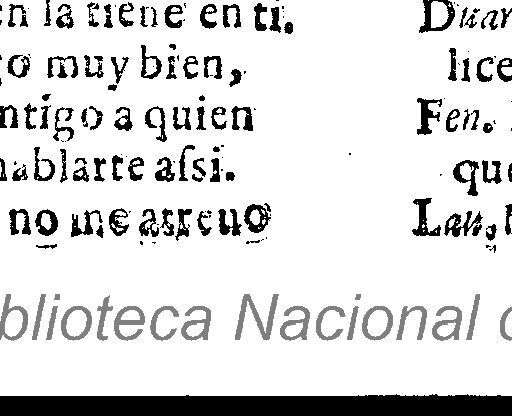 en la tiene en ti.
go muy bien,
ntigo a quien
hablarte assi.
no me atreuo
Duar
lice
Fen.
que
Lau.
blioteca Nacional